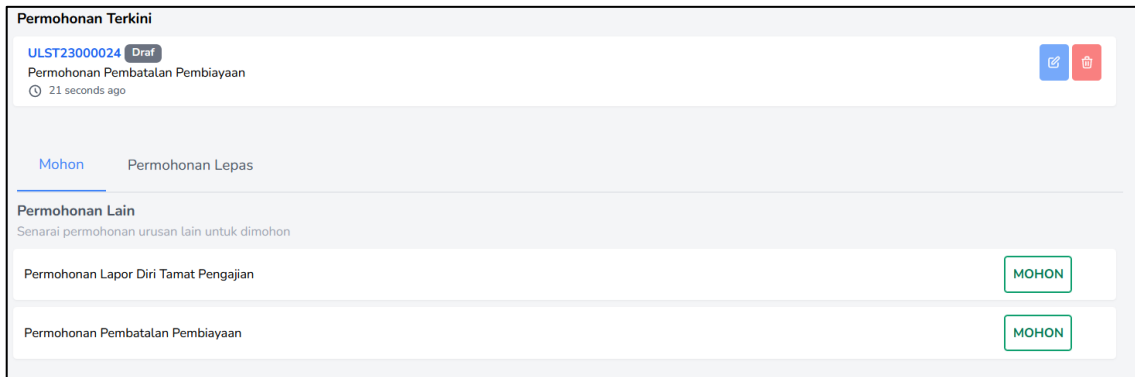 Permohonan Terkini
ULST23000024 Draf
Permohonan Pembatalan Pembiayaan
21 seconds ago
Mohon Permohonan Lepas
Permohonan Lain
Senarai permohonan urusan lain untuk dimohon
Permohonan Lapor Diri Tamat Pengajian MOHON
Permohonan Pembatalan Pembiayaan MOHON